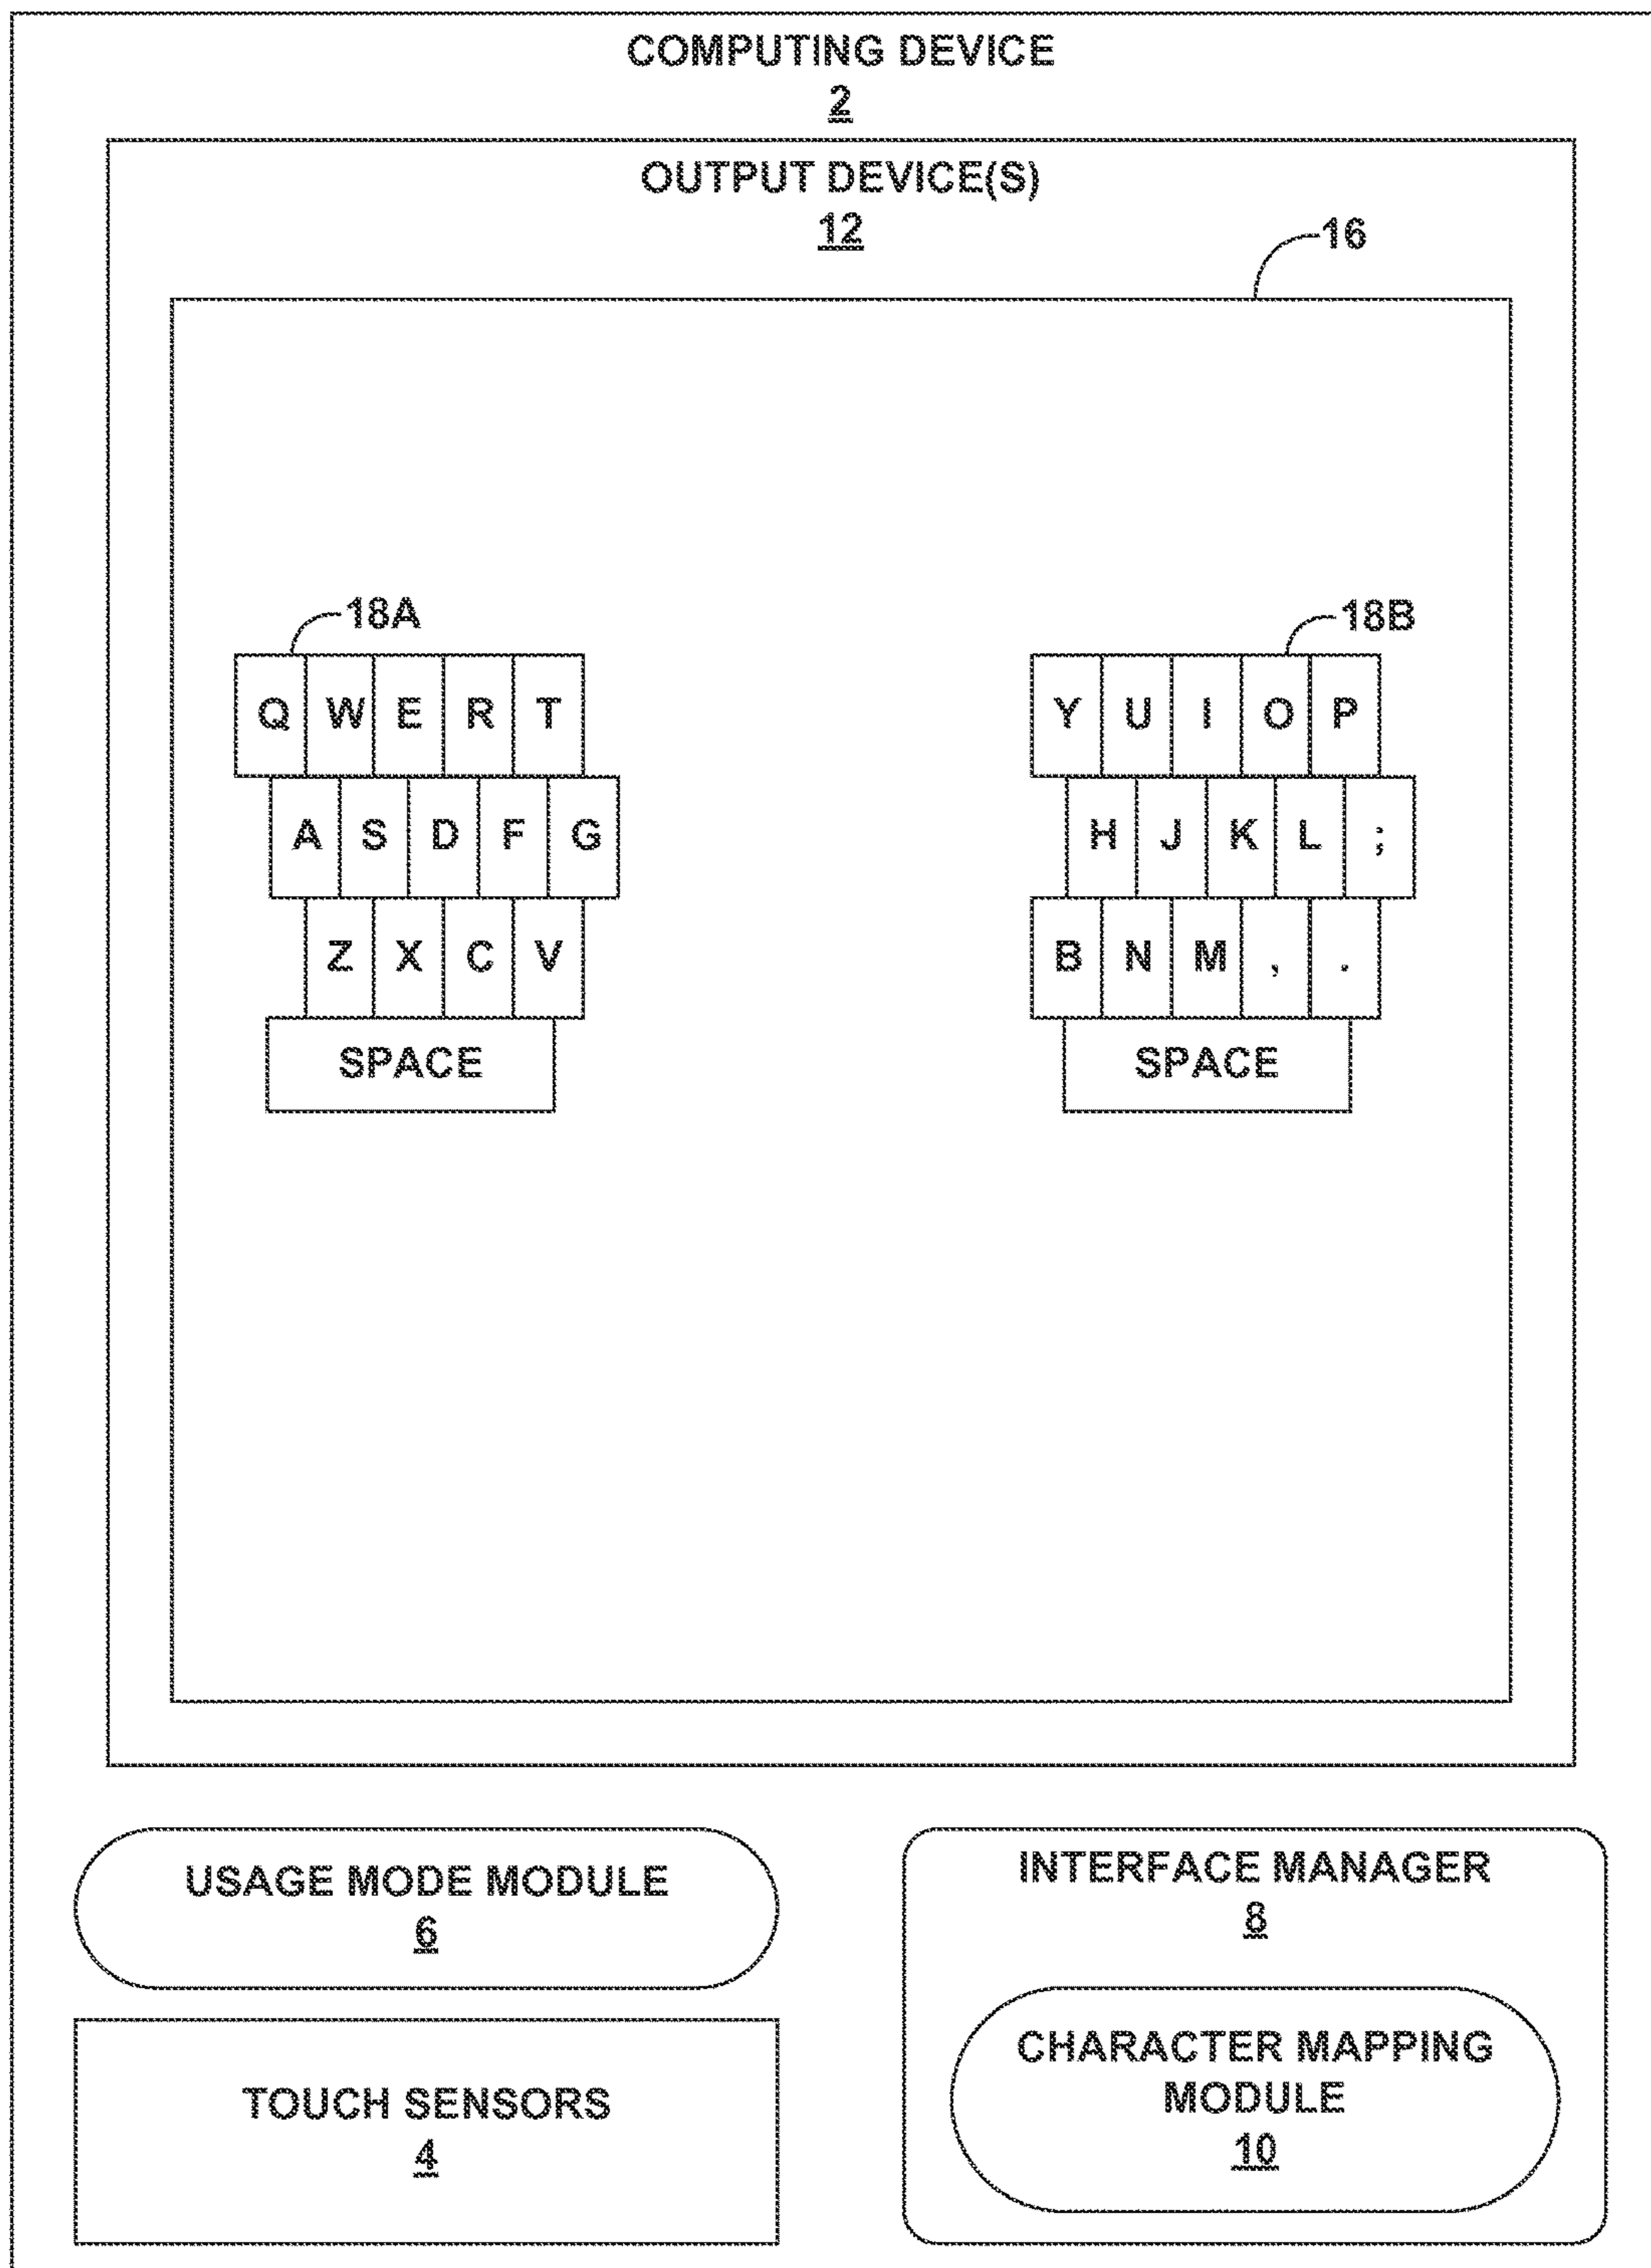 COMPUTING DEVICE
2
OUTPUT DEVICE(S)
12
16
18A
18B
Q W E R T
Y U I O P
A S D F G
H J K L ;
Z X C V
B N M , .
SPACE
SPACE
USAGE MODE MODULE
6
INTERFACE MANAGER
8
TOUCH SENSORS
4
CHARACTER MAPPING
MODULE
10